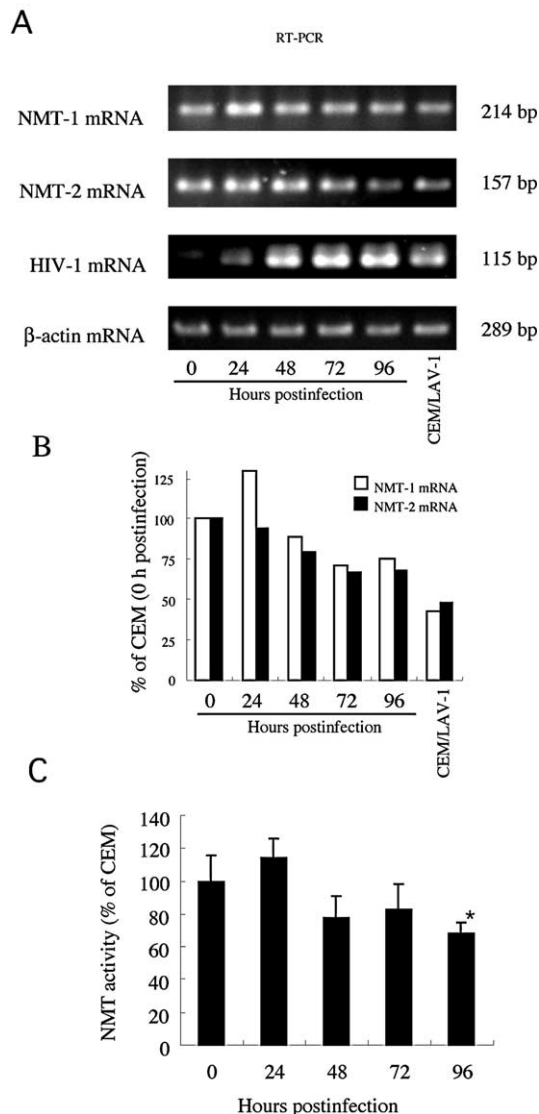 A
RT-PCR
NMT-1 mRNA 214 bp
NMT-2 mRNA 157 bp
HIV-1 mRNA 115 bp
β-actin mRNA 289 bp
0 24 48 72 96 CEM/LAV-1
Hours postinfection
B
% of CEM (0 h postinfection)
125
100
75
50
25
0
NMT-1 mRNA
NMT-2 mRNA
0 24 48 72 96 CEM/LAV-1
Hours postinfection
C
NMT activity (% of CEM)
140
120
100
80
60
40
20
0
*
0 24 48 72 96
Hours postinfection